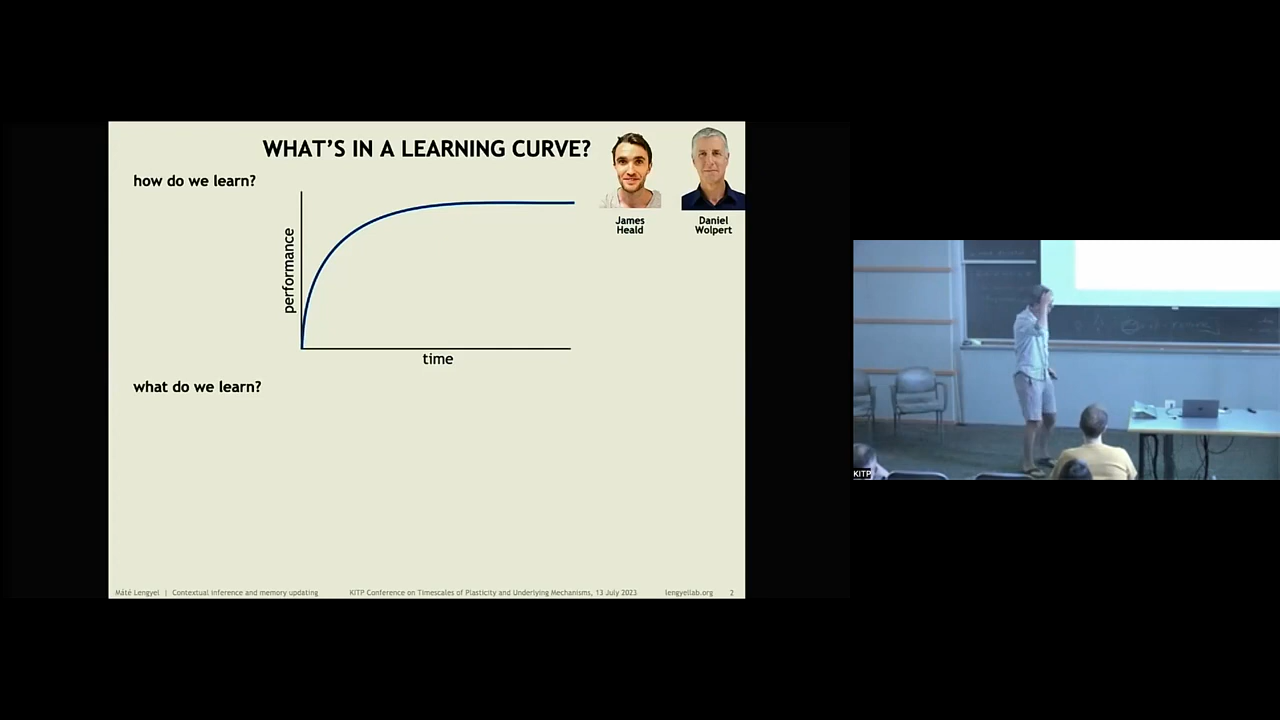 WHAT'S IN A LEARNING CURVE?
how do we learn?
performance
time
James
Heald
Daniel
Wolpert
what do we learn?
Máté Lengyel | Contextual inference and memory updating
KITP Conference on Timescales of Plasticity and Underlying Mechanisms, 13 July 2023
lengyellab.org
2
KITP